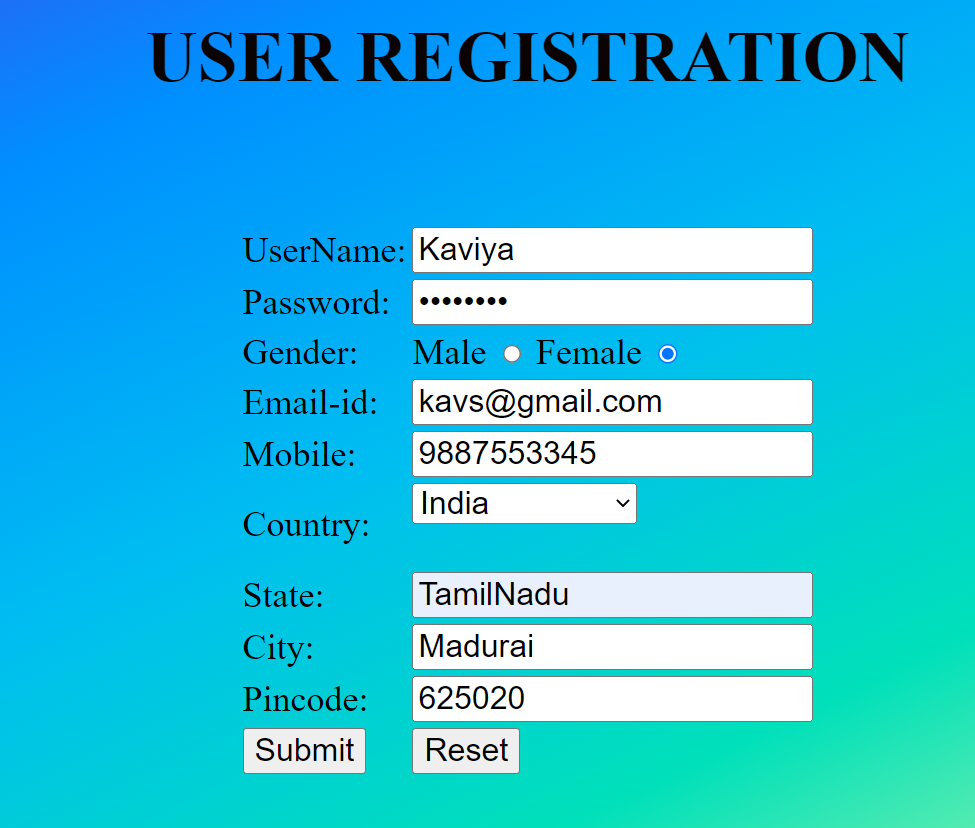 USER REGISTRATION
UserName: Kaviya
Password: ••••••••
Gender: Male Female
Email-id: kavs@gmail.com
Mobile: 9887553345
Country: India
State: TamilNadu
City: Madurai
Pincode: 625020
Submit Reset